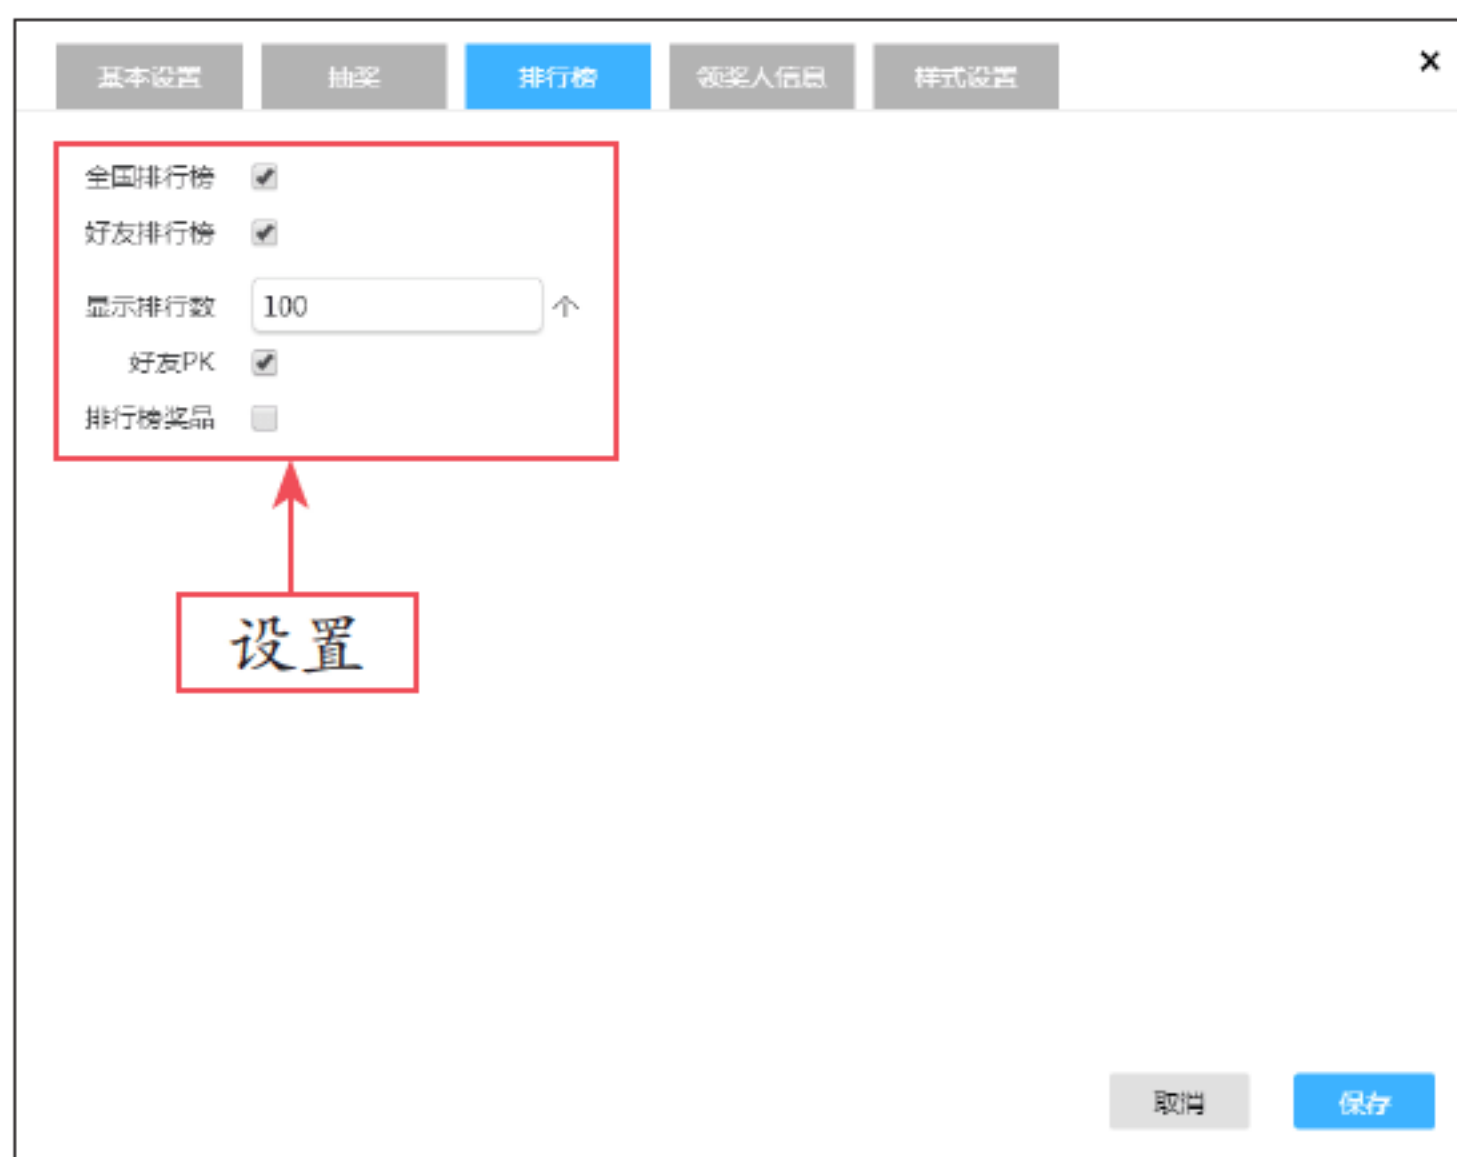 基本设置 抽奖 排行榜 领奖人信息 样式设置 ×
全国排行榜
好友排行榜
显示排行数 100 个
好友PK
排行榜奖品
设置
取消 保存